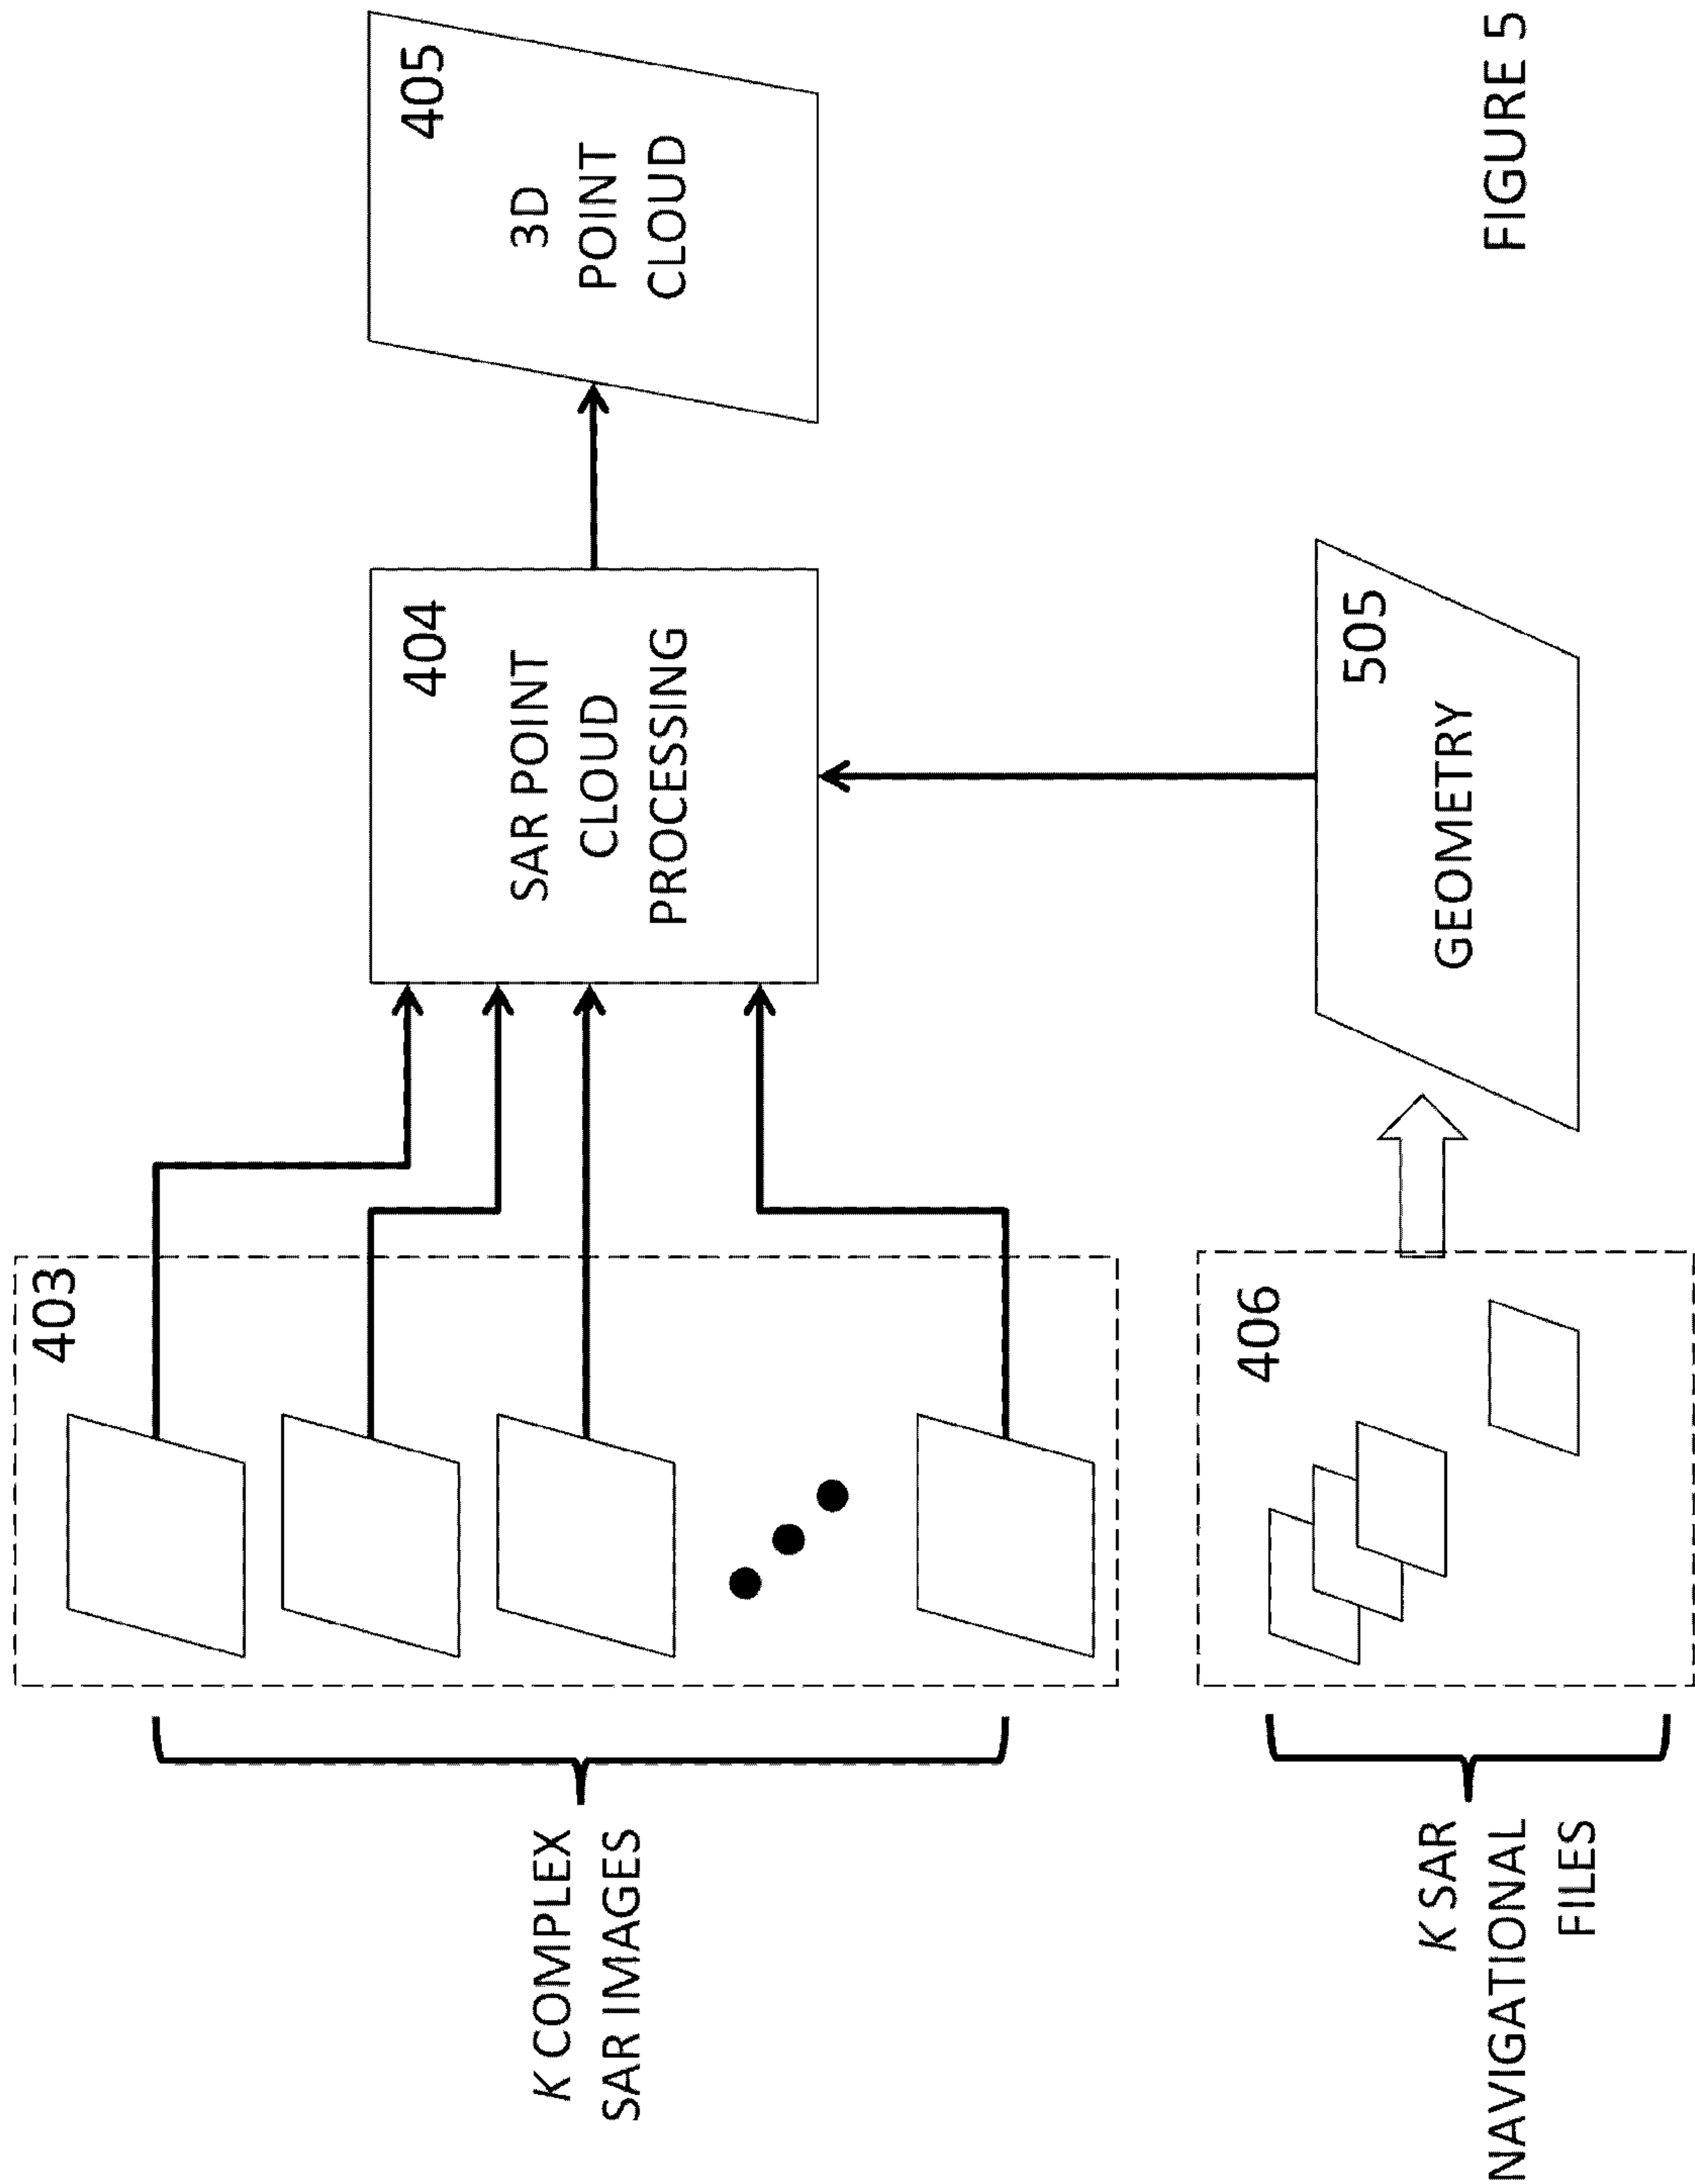 K COMPLEX
SAR IMAGES
403
404
SAR POINT
CLOUD
PROCESSING
405
3D
POINT
CLOUD
K SAR
NAVIGATIONAL
FILES
406
505
GEOMETRY
FIGURE 5